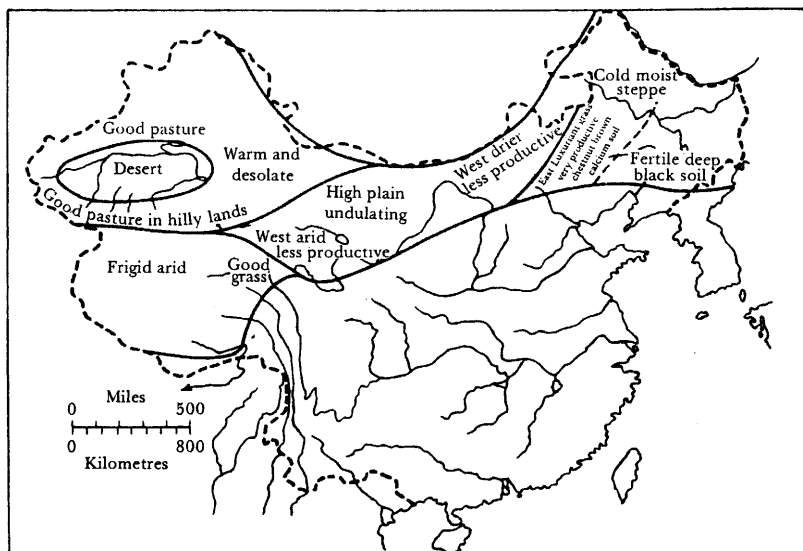 Cold moist
steppe
Good pasture
Desert
Warm and
desolate
West drier
less productive
East Luxuriant grass
very productive
chestnut brown
calcium soil
Fertile deep
black soil
Good pasture in hilly lands
High plain
undulating
West arid
less productive
Frigid arid
Good
grass
Miles
0 500
0 800
Kilometres